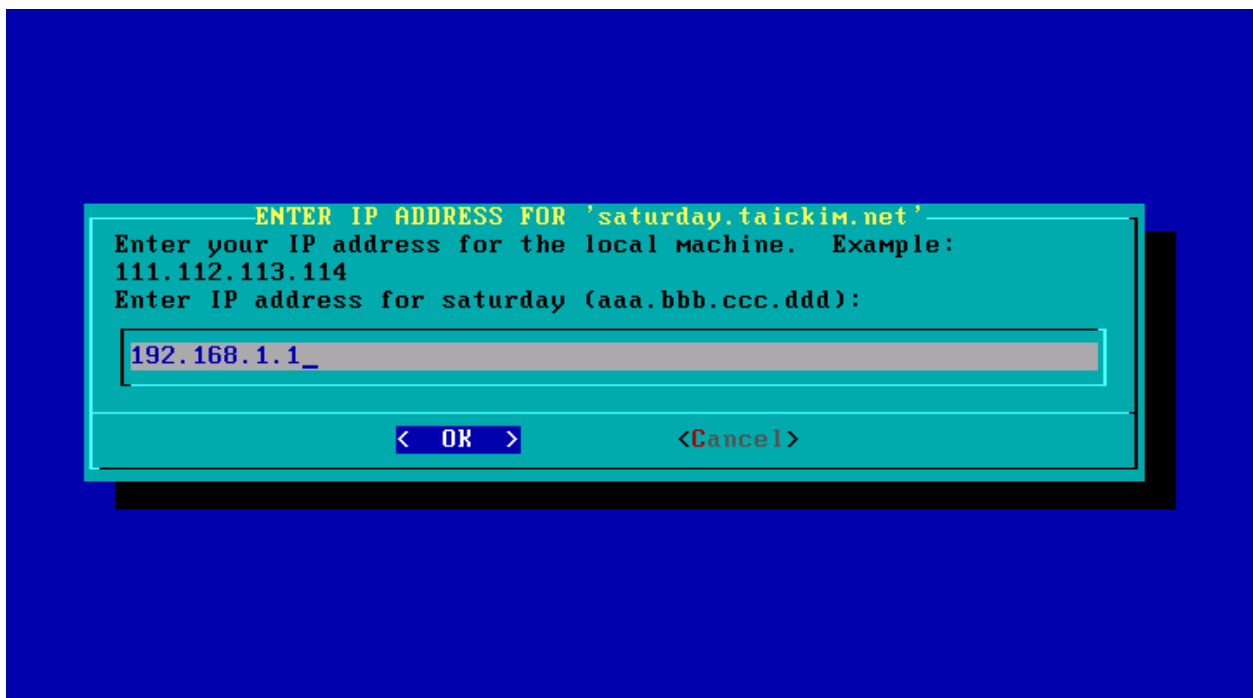 ENTER IP ADDRESS FOR 'saturday.taickim.net'
Enter your IP address for the local machine.  Example:
111.112.113.114
Enter IP address for saturday (aaa.bbb.ccc.ddd):
192.168.1.1_
<  OK  >          <Cancel>